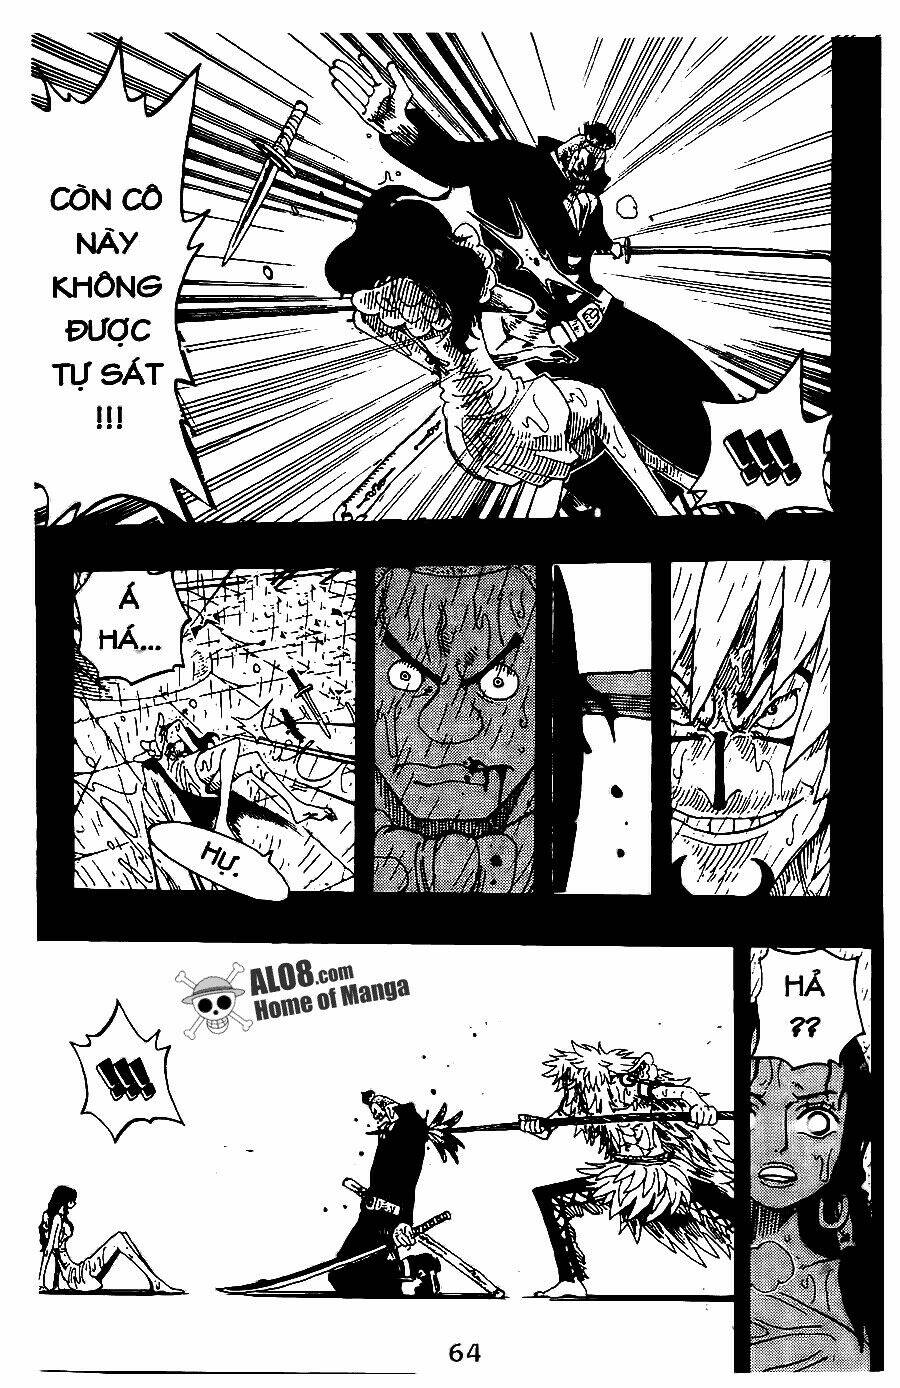 CÒN CÔ
NÀY
KHÔNG
ĐƯỢC
TỰ SÁT
!!!
!!!
Á
HÁ...
HỰ.
HẢ
??
ALO8.com
Home of Manga
!!!
64